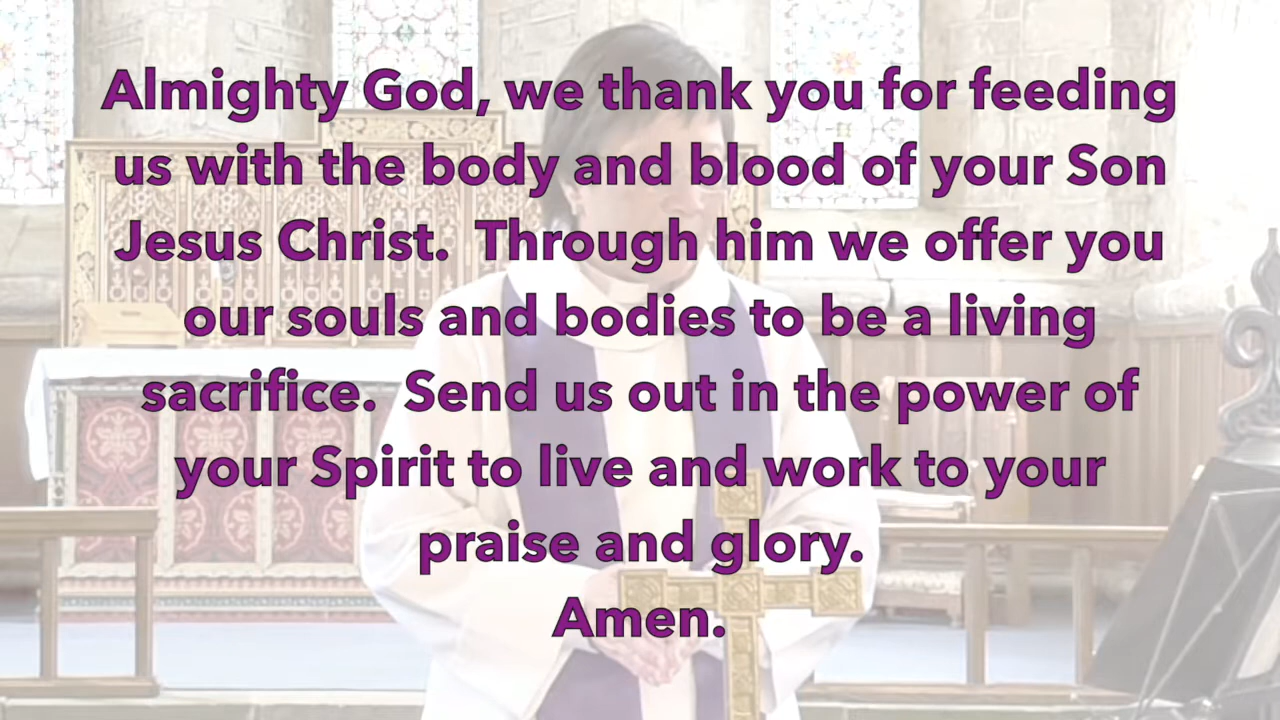 Almighty God, we thank you for feeding
us with the body and blood of your Son
Jesus Christ.  Through him we offer you
our souls and bodies to be a living
sacrifice.  Send us out in the power of
your Spirit to live and work to your
praise and glory.
Amen.